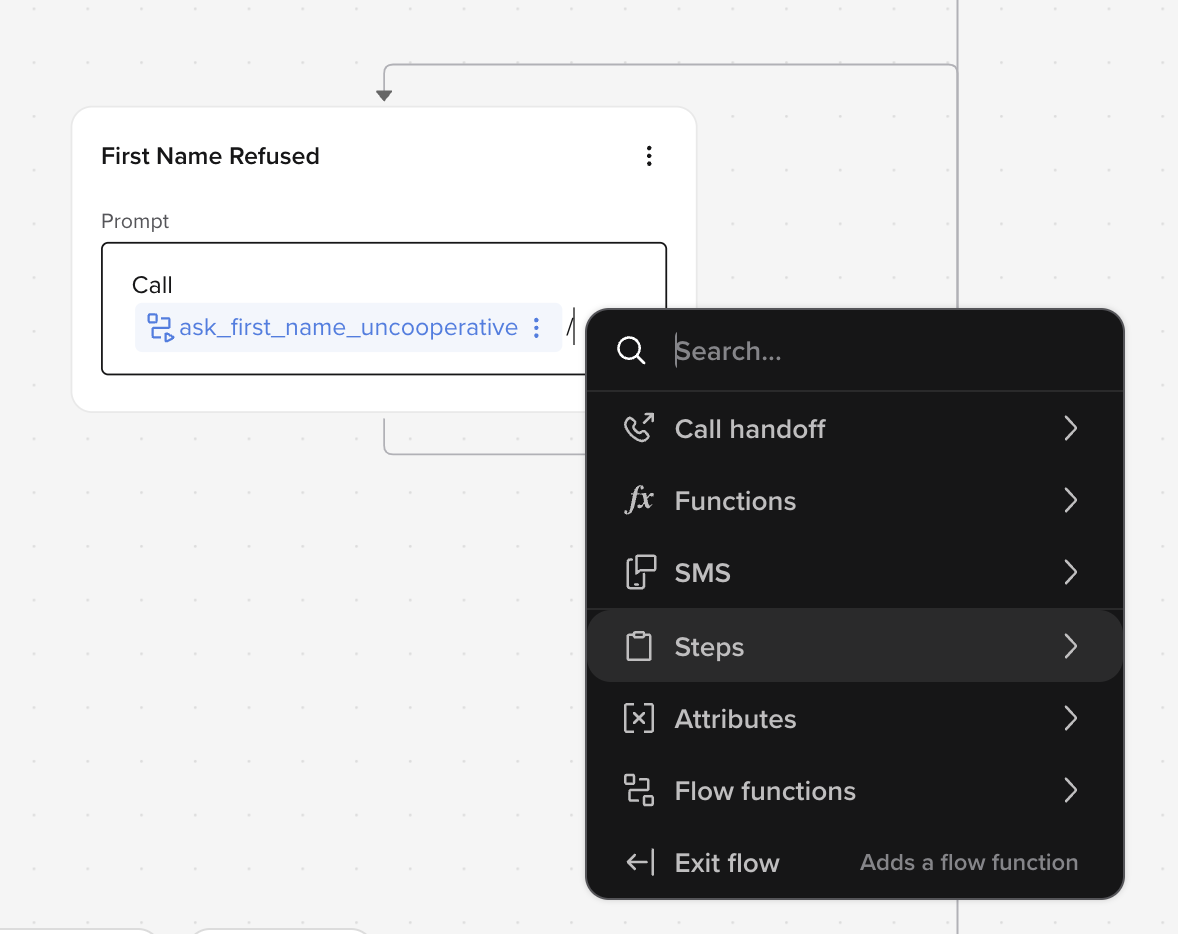 First Name Refused
Prompt
Call
ask_first_name_uncooperative /
Search...
Call handoff
Functions
SMS
Steps
Attributes
Flow functions
Exit flow Adds a flow function